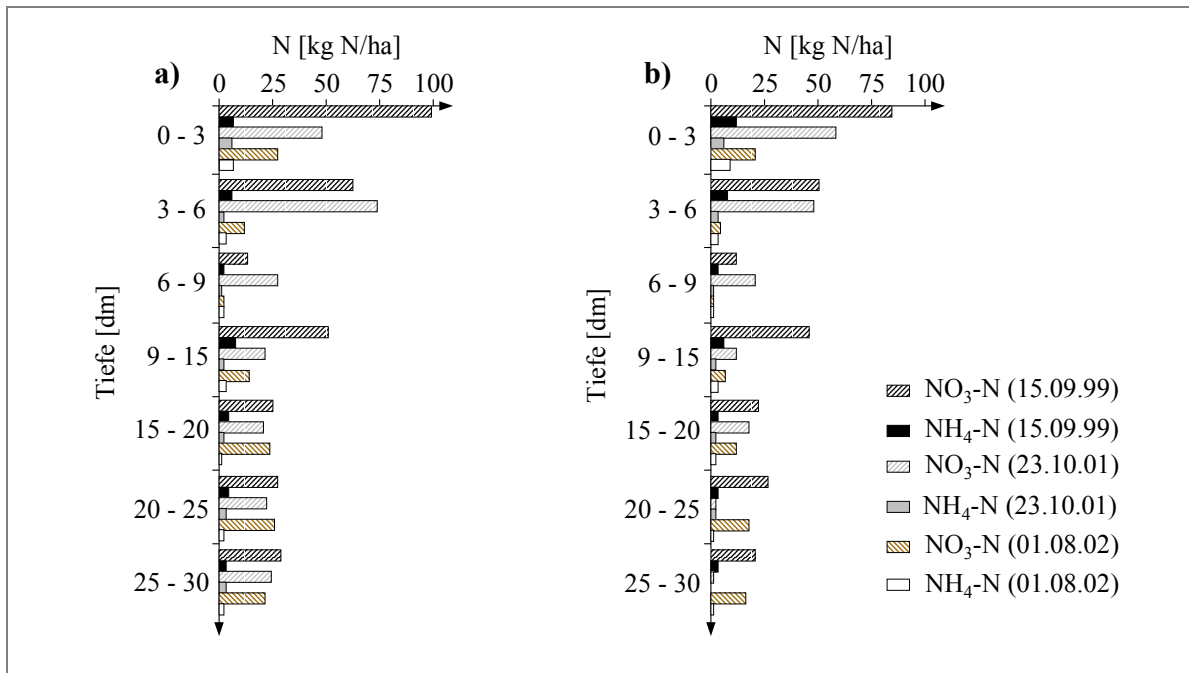 N [kg N/ha]
a)
0 25 50 75 100
0 - 3
3 - 6
6 - 9
9 - 15
15 - 20
20 - 25
25 - 30
Tiefe [dm]
N [kg N/ha]
b)
0 25 50 75 100
0 - 3
3 - 6
6 - 9
9 - 15
15 - 20
20 - 25
25 - 30
Tiefe [dm]
NO3-N (15.09.99)
NH4-N (15.09.99)
NO3-N (23.10.01)
NH4-N (23.10.01)
NO3-N (01.08.02)
NH4-N (01.08.02)